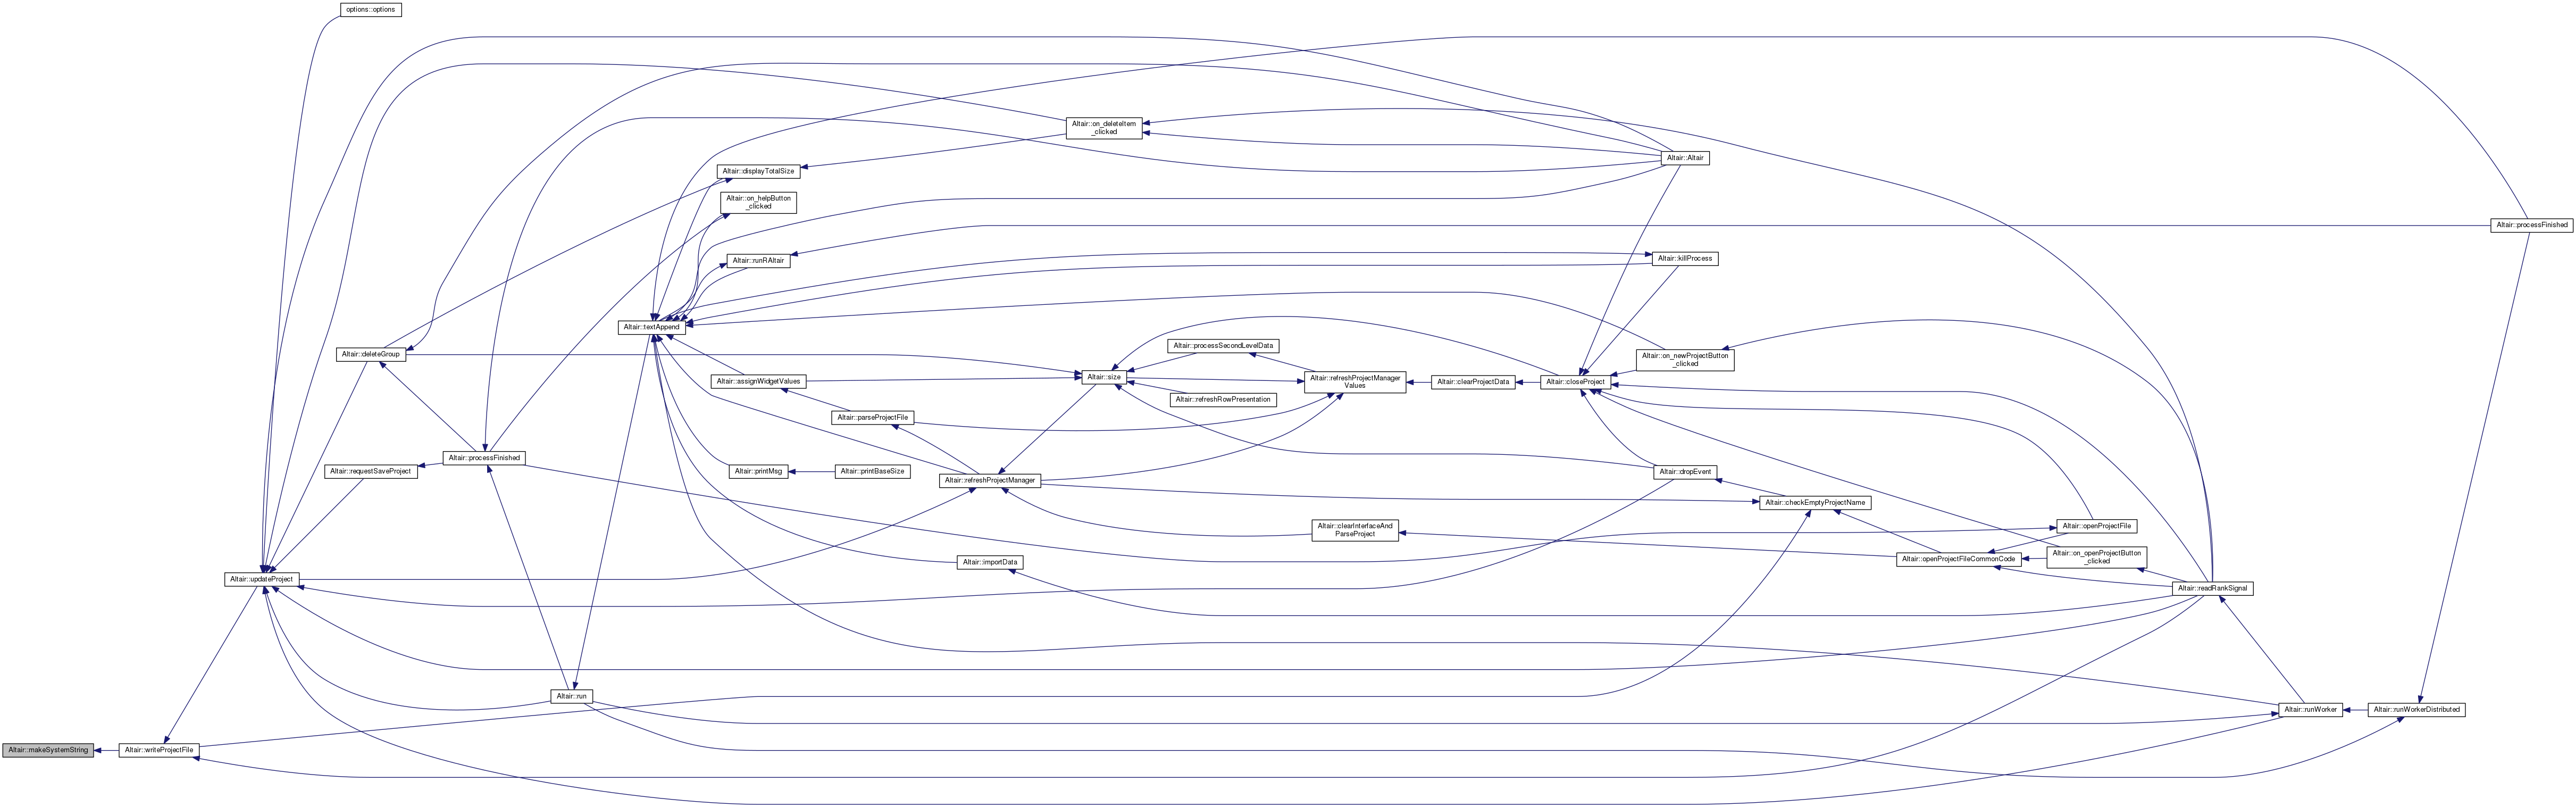 options::options
Altair::on_deleteItem
_clicked
Altair::Altair
Altair::displayTotalSize
Altair::on_helpButton
_clicked
Altair::processFinished
Altair::runRAltair
Altair::killProcess
Altair::textAppend
Altair::deleteGroup
Altair::processSecondLevelData
Altair::on_newProjectButton
_clicked
Altair::assignWidgetValues
Altair::size
Altair::refreshProjectManager
Values
Altair::clearProjectData
Altair::closeProject
Altair::refreshRowPresentation
Altair::parseProjectFile
Altair::processFinished
Altair::requestSaveProject
Altair::printMsg
Altair::printBaseSize
Altair::dropEvent
Altair::refreshProjectManager
Altair::checkEmptyProjectName
Altair::clearInterfaceAnd
ParseProject
Altair::openProjectFile
Altair::importData
Altair::openProjectFileCommonCode
Altair::on_openProjectButton
_clicked
Altair::updateProject
Altair::readRankSignal
Altair::run
Altair::runWorker
Altair::runWorkerDistributed
Altair::makeSystemString
Altair::writeProjectFile